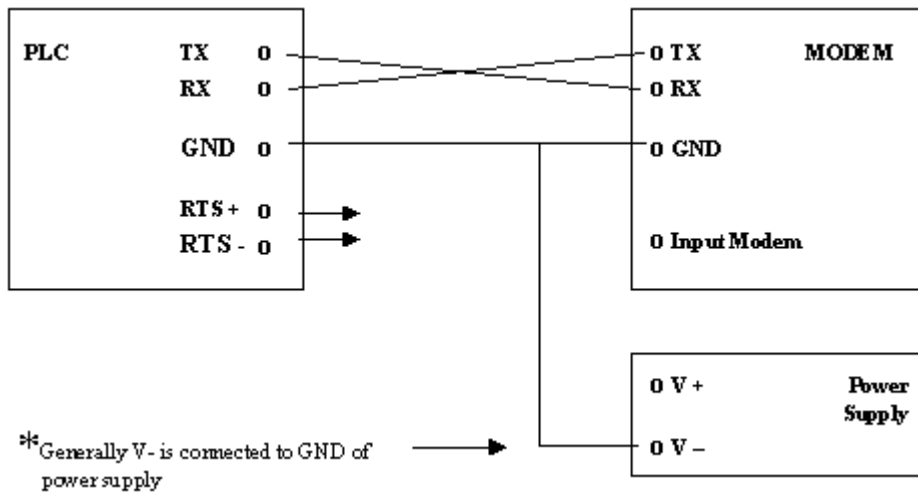 PLC TX 0 0 TX MODEM
RX 0 0 RX
GND 0 0 GND
RTS + 0
RTS - 0 0 Input Modem
0 V + Power
Supply
*Generally V- is connected to GND of 0 V –
power supply